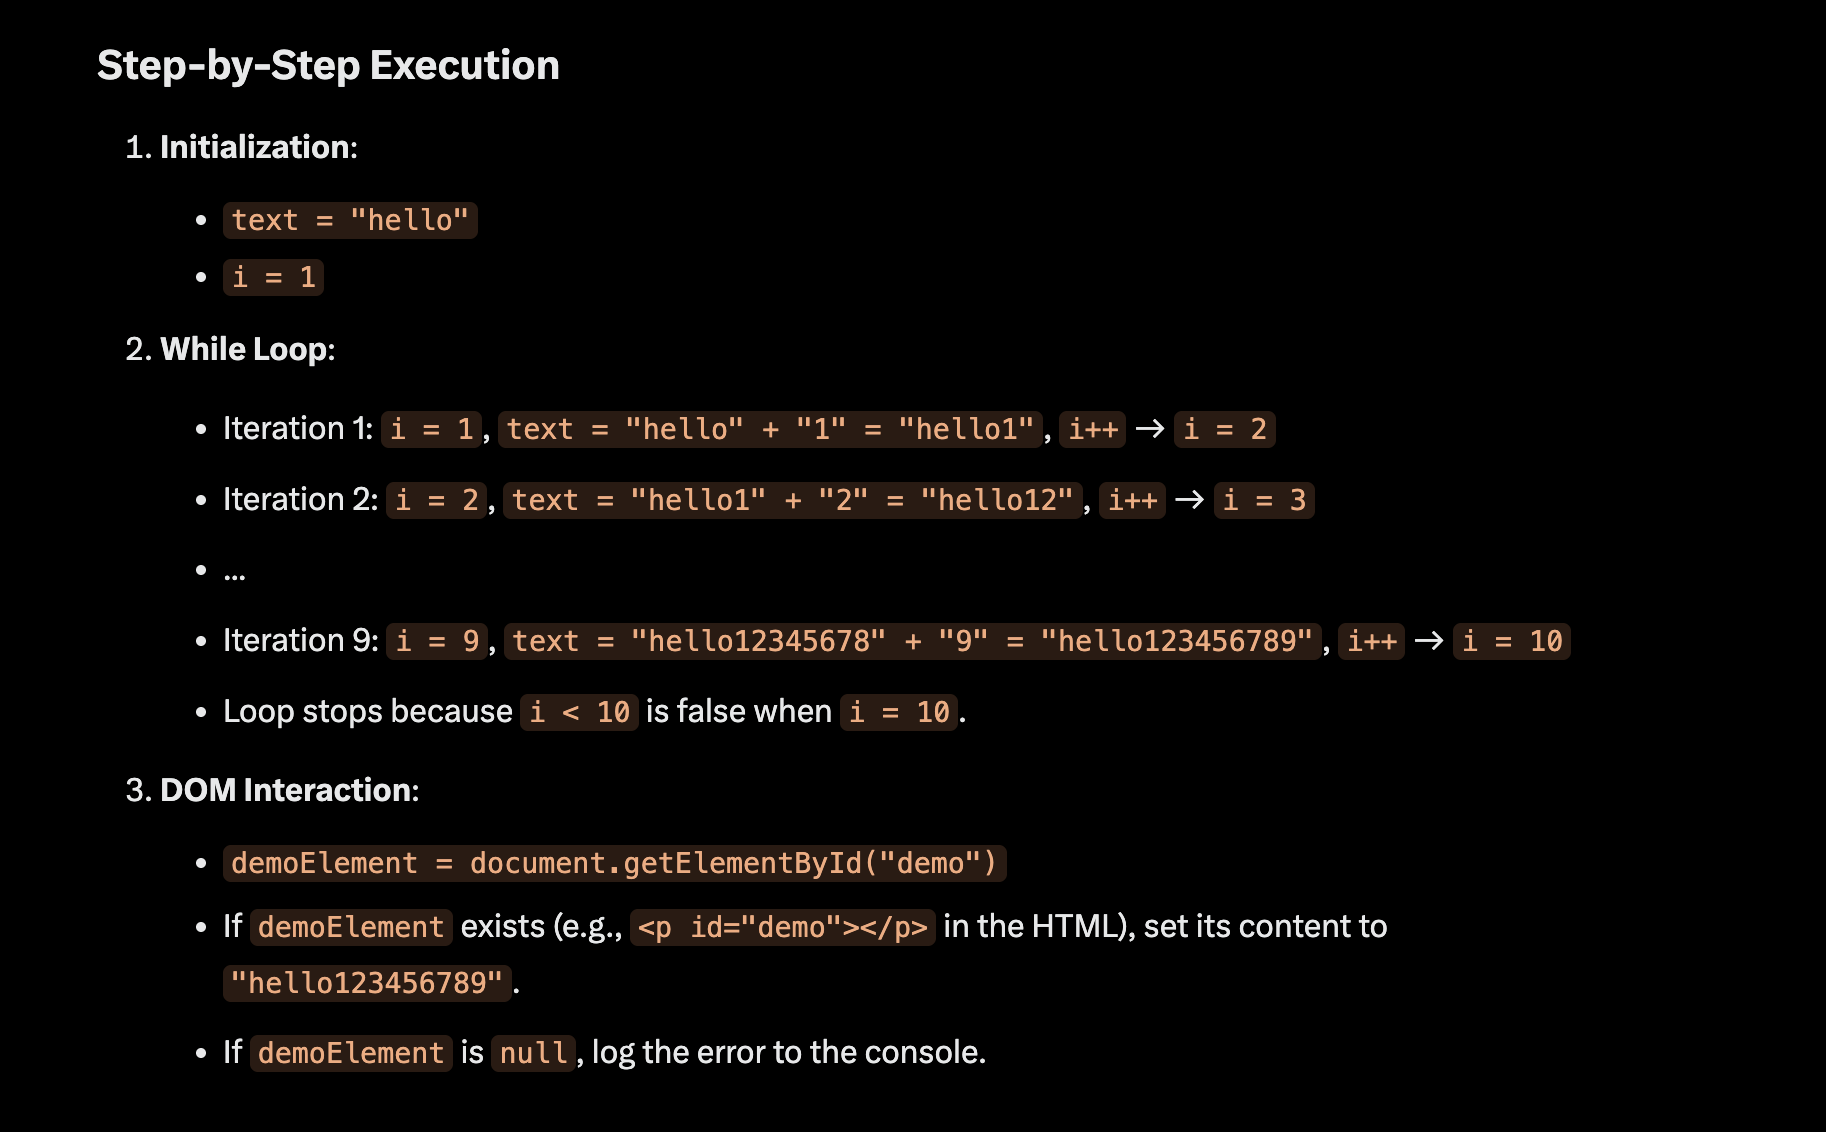 Step-by-Step Execution
1. Initialization:
• text = "hello"
• i = 1
2. While Loop:
• Iteration 1: i = 1, text = "hello" + "1" = "hello1", i++ → i = 2
• Iteration 2: i = 2, text = "hello1" + "2" = "hello12", i++ → i = 3
• ...
• Iteration 9: i = 9, text = "hello12345678" + "9" = "hello123456789", i++ → i = 10
• Loop stops because i < 10 is false when i = 10.
3. DOM Interaction:
• demoElement = document.getElementById("demo")
• If demoElement exists (e.g., <p id="demo"></p> in the HTML), set its content to
"hello123456789".
• If demoElement is null, log the error to the console.